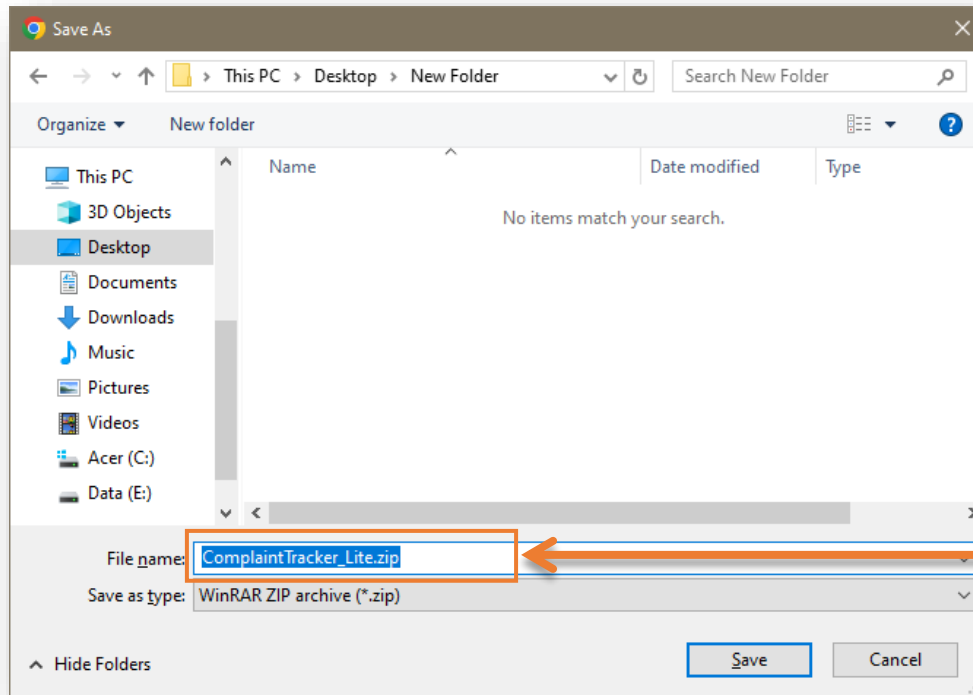 Save As
This PC > Desktop > New Folder
Search New Folder
Organize
New folder
?
Name
Date modified
Type
This PC
3D Objects
Desktop
Documents
Downloads
Music
Pictures
Videos
Acer (C:)
Data (E:)
No items match your search.
File name: ComplaintTracker_Lite.zip
Save as type: WinRAR ZIP archive (*.zip)
Hide Folders
Save
Cancel